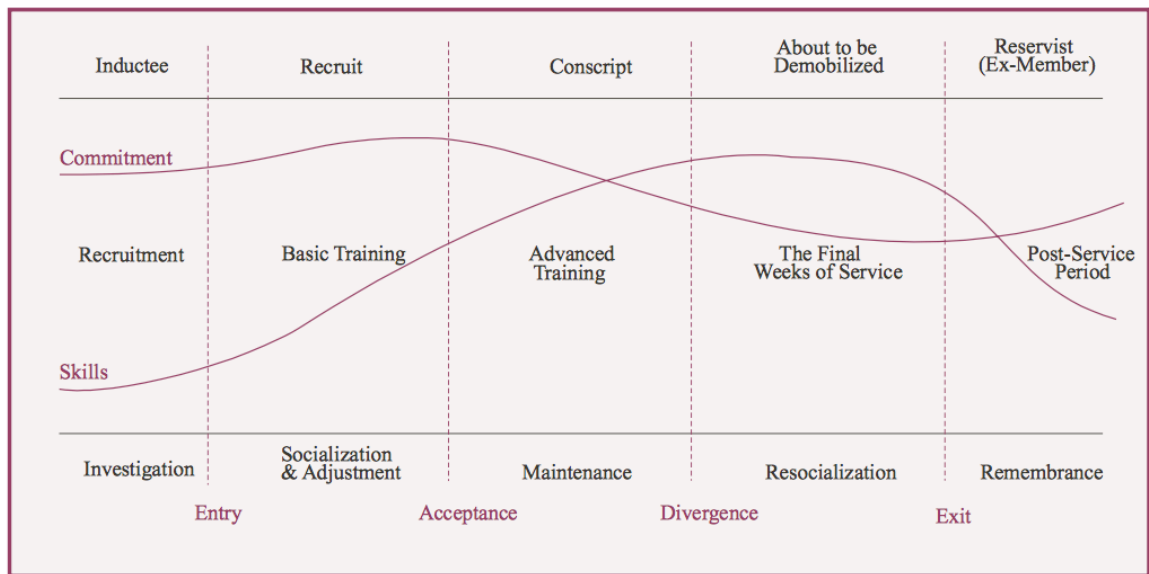 Inductee
Recruit
Conscript
About to be
Demobilized
Reservist
(Ex-Member)
Commitment
Recruitment
Basic Training
Advanced
Training
The Final
Weeks of Service
Post-Service
Period
Skills
Investigation
Socialization
& Adjustment
Maintenance
Resocialization
Remembrance
Entry
Acceptance
Divergence
Exit